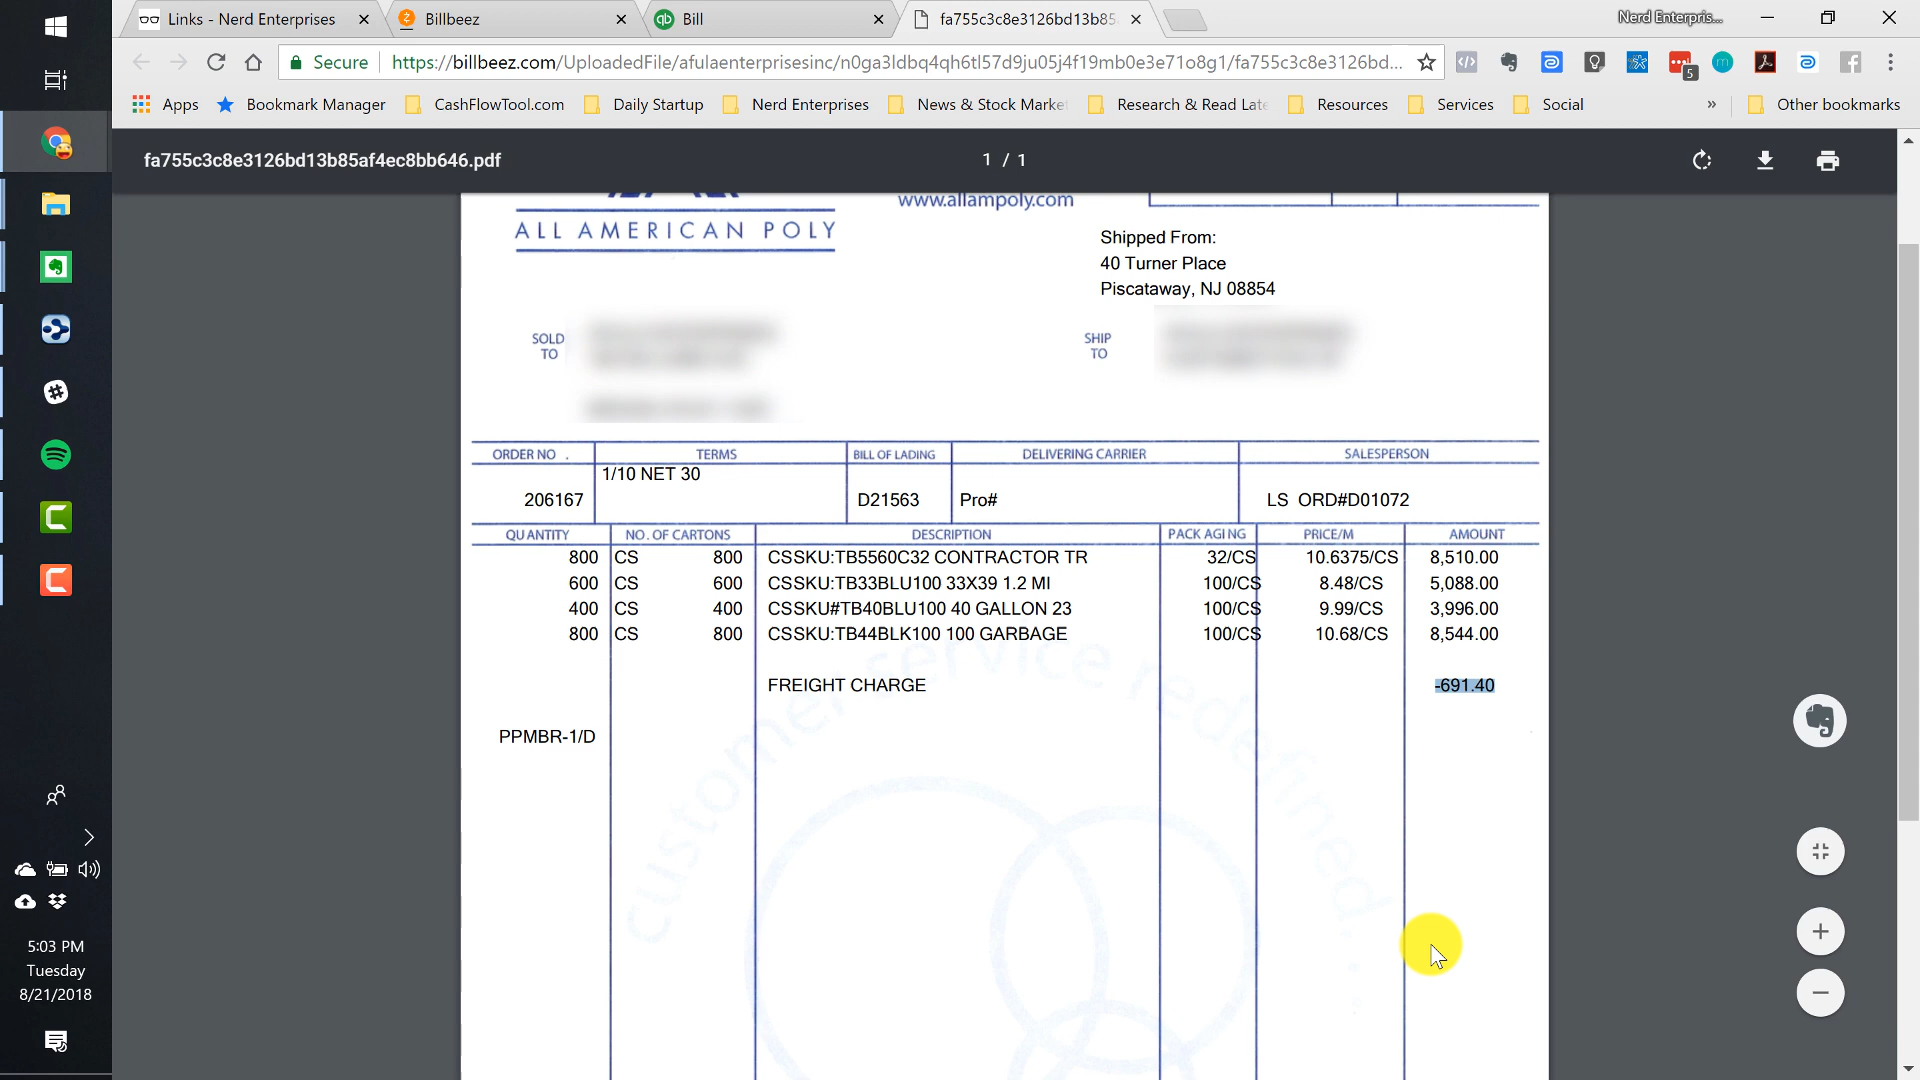 Links - Nerd Enterprises
Billbeez
Bill
fa755c3c8e3126bd13b85
Nerd Enterpris...
Secure
https://billbeez.com/UploadedFile/afulaenterprisesinc/n0ga3ldbq4qh6tl57d9ju05j4f19mb0e3e71o8g1/fa755c3c8e3126bd...
5
Apps
Bookmark Manager
CashFlowTool.com
Daily Startup
Nerd Enterprises
News & Stock Market
Research & Read Late
Resources
Services
Social
»
Other bookmarks
fa755c3c8e3126bd13b85af4ec8bb646.pdf
1 / 1
www.allampoly.com
ALL AMERICAN POLY
Shipped From:
40 Turner Place
Piscataway, NJ 08854
SOLD
TO
SHIP
TO
ORDER NO . TERMS BILL OF LADING DELIVERING CARRIER SALESPERSON
1/10 NET 30
206167 D21563 Pro# LS ORD#D01072
QUANTITY NO. OF CARTONS DESCRIPTION PACKAGING PRICE/M AMOUNT
800 CS 800 CSSKU:TB5560C32 CONTRACTOR TR 32/CS 10.6375/CS 8,510.00
600 CS 600 CSSKU:TB33BLU100 33X39 1.2 MI 100/CS 8.48/CS 5,088.00
400 CS 400 CSSKU#TB40BLU100 40 GALLON 23 100/CS 9.99/CS 3,996.00
800 CS 800 CSSKU:TB44BLK100 100 GARBAGE 100/CS 10.68/CS 8,544.00
FREIGHT CHARGE -691.40
PPMBR-1/D
customer service redefined.
5:03 PM
Tuesday
8/21/2018